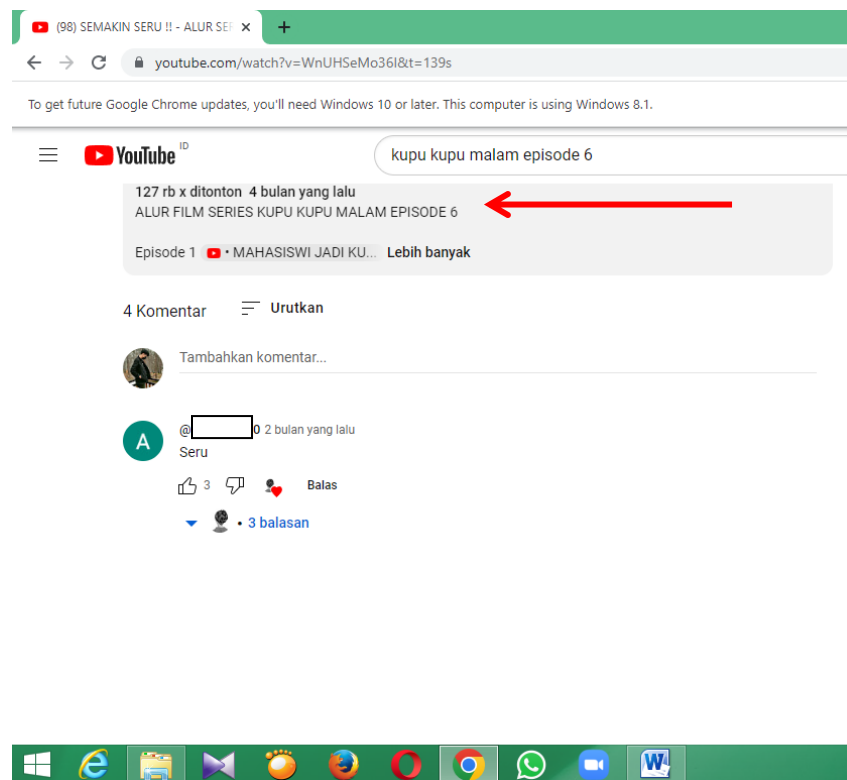 (98) SEMAKIN SERU !! - ALUR SE
youtube.com/watch?v=WnUHSeMo36I&t=139s
To get future Google Chrome updates, you'll need Windows 10 or later. This computer is using Windows 8.1.
YouTube ID
kupu kupu malam episode 6
127 rb x ditonton 4 bulan yang lalu
ALUR FILM SERIES KUPU KUPU MALAM EPISODE 6
Episode 1 • MAHASISWI JADI KU... Lebih banyak
4 Komentar Urutkan
Tambahkan komentar...
A
@ 0 2 bulan yang lalu
Seru
3 Balas
• 3 balasan